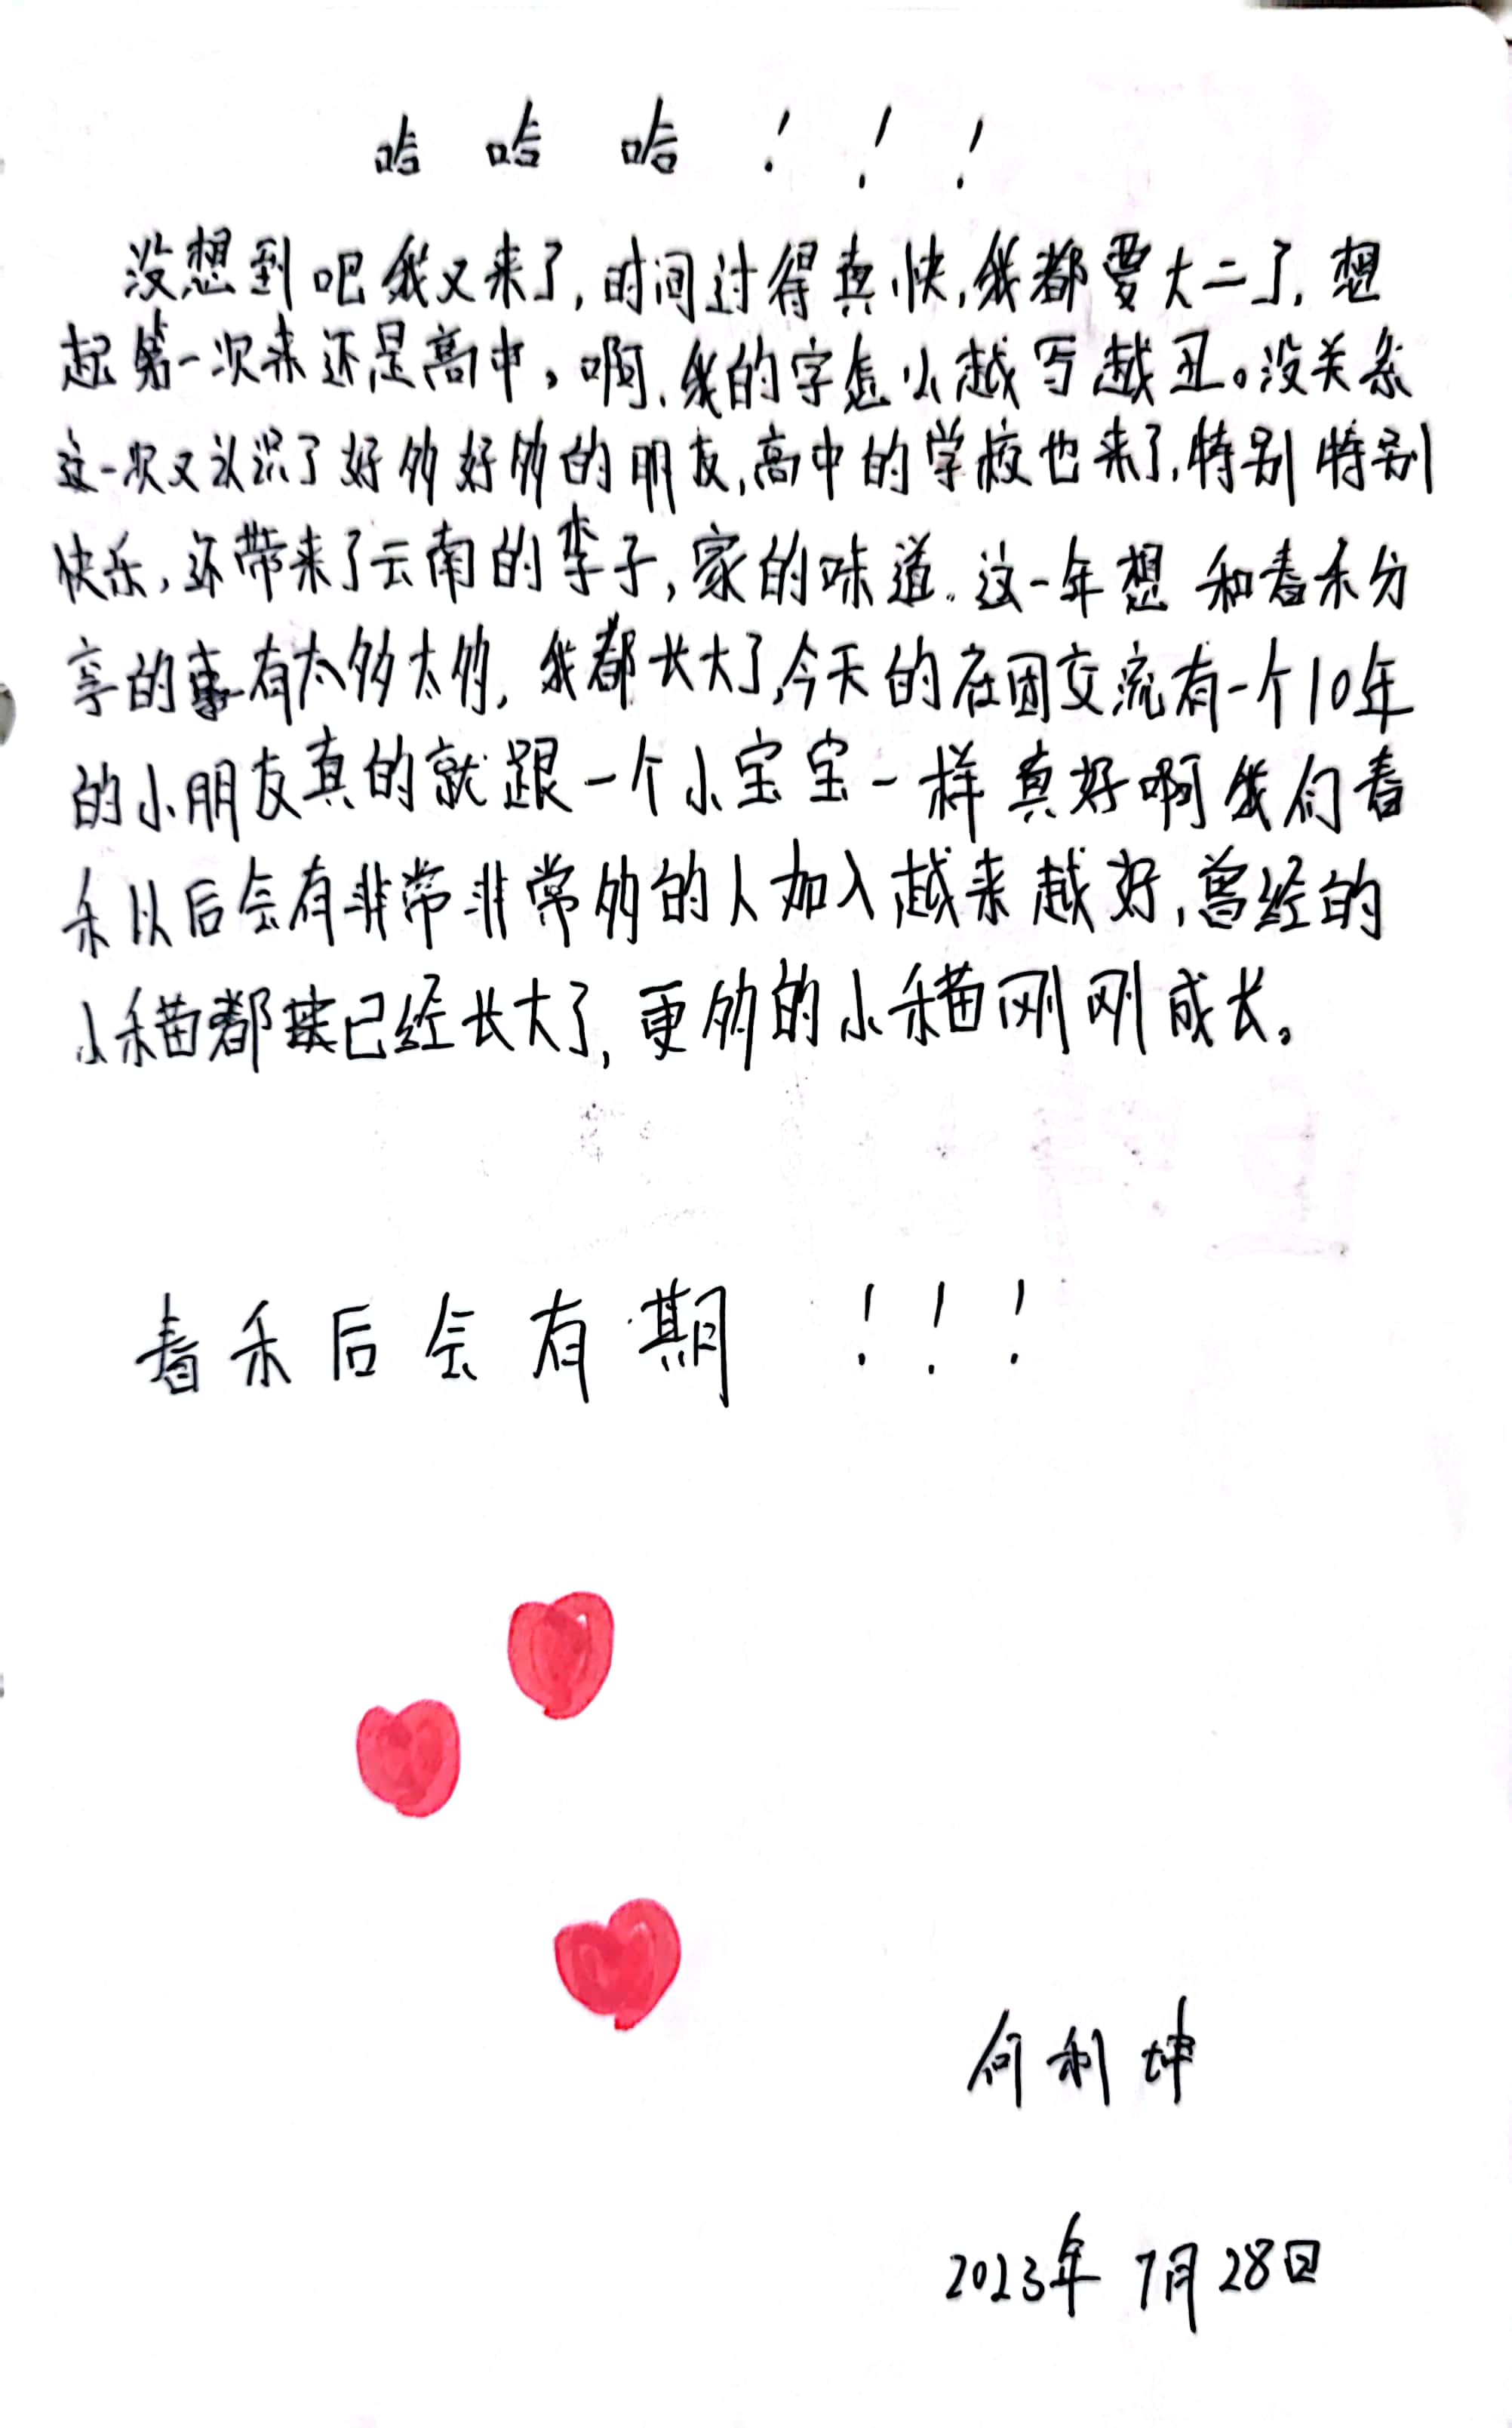 哈哈哈!!!
没想到吧我又来了,时间过得真快,我都要大二了,想
起第一次来还是高中。啊,我的字怎么越写越丑。没关系
这一次又认识了好多好多的朋友,高中的学校也来了,特别特别
快乐,还带来了云南的李子,家的味道。这一年想和春禾分
享的事有太多太多,我都长大了,今天的在团交流有一个10年
的小朋友真的就跟一个小宝宝一样真好啊我们春
禾以后会有非常非常多的人加入越来越好,曾经的
小禾苗都已经长大了,更多的小禾苗刚刚成长。
春禾后会有期!!!
何利坤
2023年7月28日